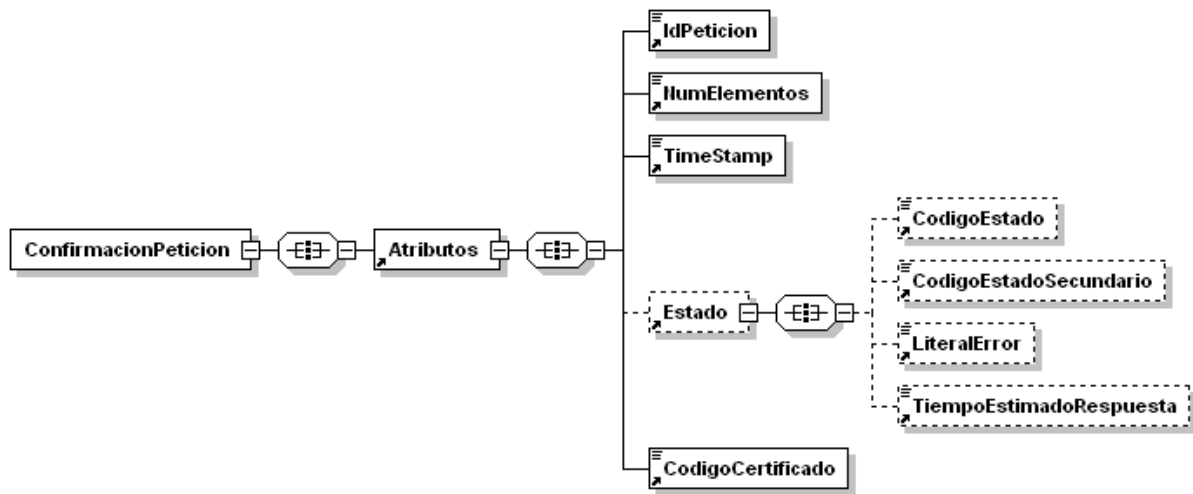 IdPeticion
NumElementos
TimeStamp
CodigoEstado
ConfirmacionPeticion
Atributos
CodigoEstadoSecundario
Estado
LiteralError
TiempoEstimadoRespuesta
CodigoCertificado